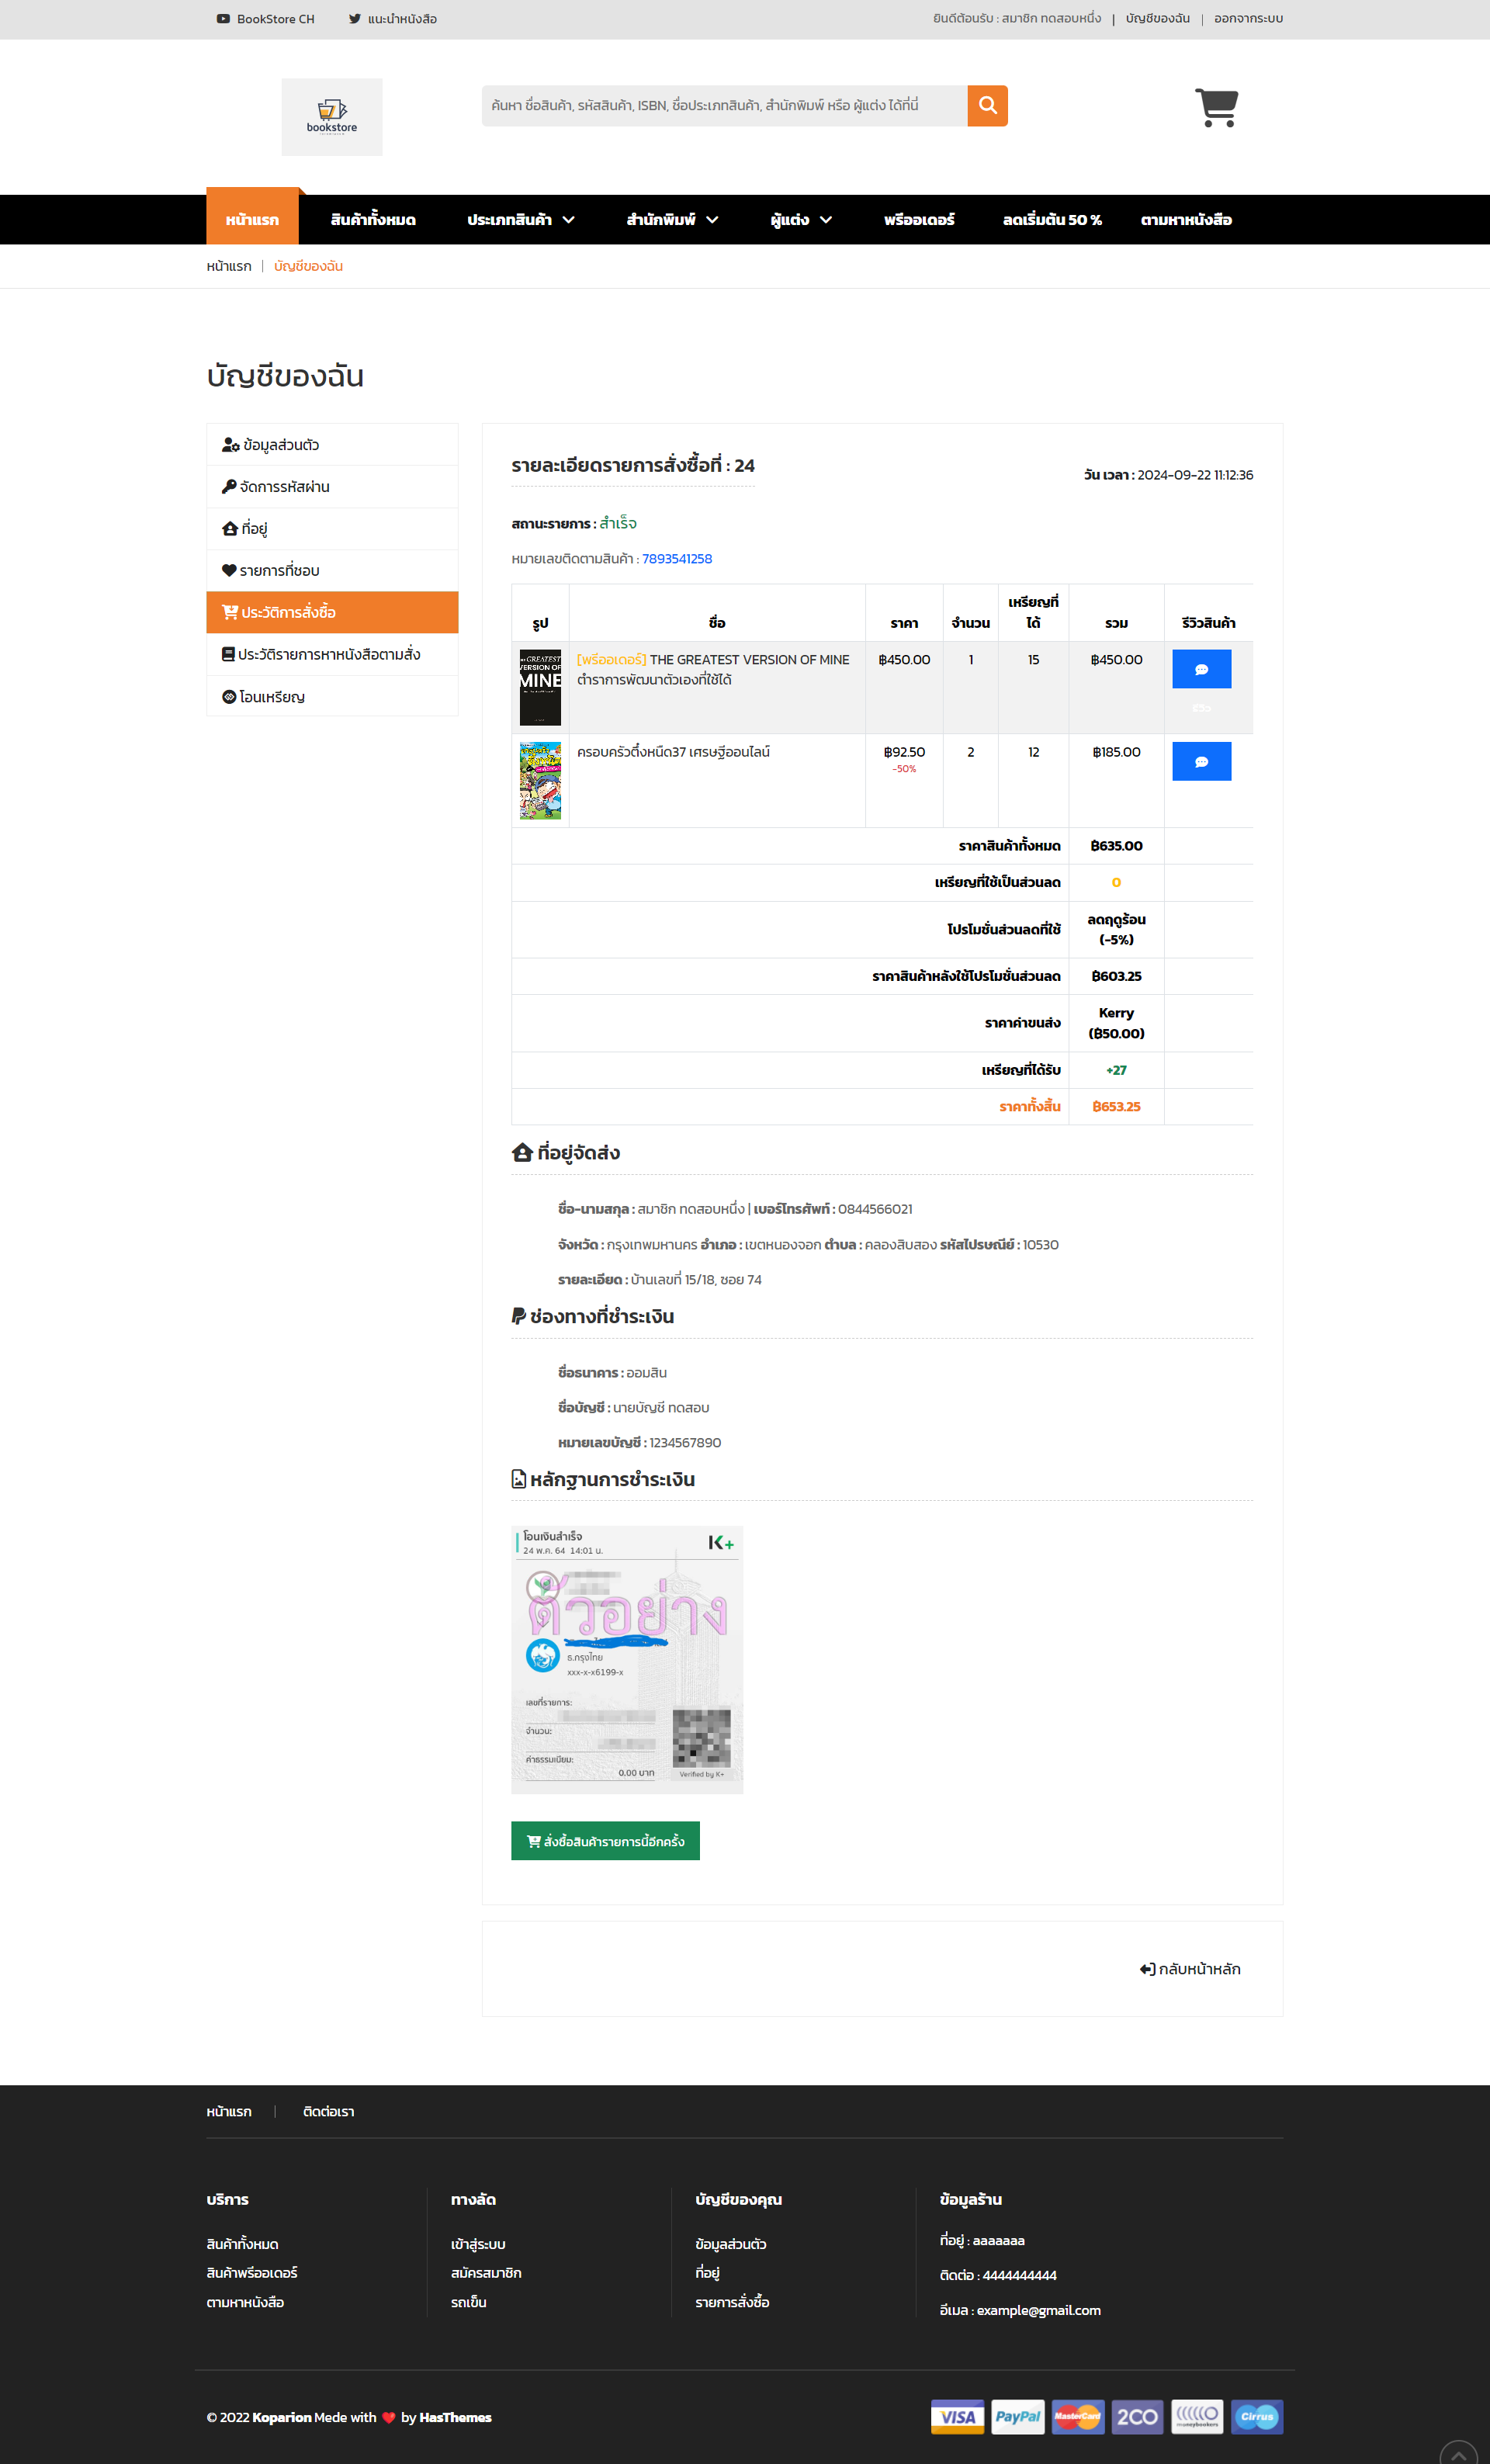 BookStore CH
แนะนำหนังสือ
ยินดีต้อนรับ : สมาชิก ทดสอบหนึ่ง | บัญชีของฉัน | ออกจากระบบ
bookstore
ค้นหา ชื่อสินค้า, รหัสสินค้า, ISBN, ชื่อประเภทสินค้า, สำนักพิมพ์ หรือ ผู้แต่ง ได้ที่นี่
หน้าแรก สินค้าทั้งหมด ประเภทสินค้า สำนักพิมพ์ ผู้แต่ง พรีออเดอร์ ลดเริ่มต้น 50 % ตามหาหนังสือ
หน้าแรก | บัญชีของฉัน
บัญชีของฉัน
ข้อมูลส่วนตัว
จัดการรหัสผ่าน
ที่อยู่
รายการที่ชอบ
ประวัติการสั่งซื้อ
ประวัติรายการหาหนังสือตามสั่ง
โอนเหรียญ
รายละเอียดรายการสั่งซื้อที่ : 24
วัน เวลา : 2024-09-22 11:12:36
สถานะรายการ : สำเร็จ
หมายเลขติดตามสินค้า : 7893541258
รูป ชื่อ ราคา จำนวน เหรียญที่ได้ รวม รีวิวสินค้า
GREATEST
VERSION OF
MINE
[พรีออเดอร์] THE GREATEST VERSION OF MINE ฿450.00 1 15 ฿450.00
ตำราการพัฒนาตัวเองที่ใช้ได้
รีวิว
ครอบครัวตึ๋งหนืด37 เศรษฐีออนไลน์ ฿92.50 2 12 ฿185.00
-50%
ราคาสินค้าทั้งหมด ฿635.00
เหรียญที่ใช้เป็นส่วนลด 0
โปรโมชั่นส่วนลดที่ใช้ ลดฤดูร้อน (-5%)
ราคาสินค้าหลังใช้โปรโมชั่นส่วนลด ฿603.25
ราคาค่าขนส่ง Kerry (฿50.00)
เหรียญที่ได้รับ +27
ราคาทั้งสิ้น ฿653.25
ที่อยู่จัดส่ง
ชื่อ-นามสกุล : สมาชิก ทดสอบหนึ่ง | เบอร์โทรศัพท์ : 0844566021
จังหวัด : กรุงเทพมหานคร อำเภอ : เขตหนองจอก ตำบล : คลองสิบสอง รหัสไปรษณีย์ : 10530
รายละเอียด : บ้านเลขที่ 15/18, ซอย 74
ช่องทางที่ชำระเงิน
ชื่อธนาคาร : ออมสิน
ชื่อบัญชี : นายบัญชี ทดสอบ
หมายเลขบัญชี : 1234567890
หลักฐานการชำระเงิน
โอนเงินสำเร็จ
24 พ.ค. 64 14:01 น.
K+
ตัวอย่าง
ธ.กรุงไทย
xxx-x-x6199-x
เลขที่รายการ:
จำนวน:
ค่าธรรมเนียม:
0.00 บาท
Verified by K+
สั่งซื้อสินค้ารายการนี้อีกครั้ง
กลับหน้าหลัก
หน้าแรก | ติดต่อเรา
บริการ
สินค้าทั้งหมด
สินค้าพรีออเดอร์
ตามหาหนังสือ
ทางลัด
เข้าสู่ระบบ
สมัครสมาชิก
รถเข็น
บัญชีของคุณ
ข้อมูลส่วนตัว
ที่อยู่
รายการสั่งซื้อ
ข้อมูลร้าน
ที่อยู่ : aaaaaaa
ติดต่อ : 4444444444
อีเมล : example@gmail.com
© 2022 Koparion Mede with ❤️ by HasThemes
VISA PayPal MasterCard 2CO moneybookers Cirrus